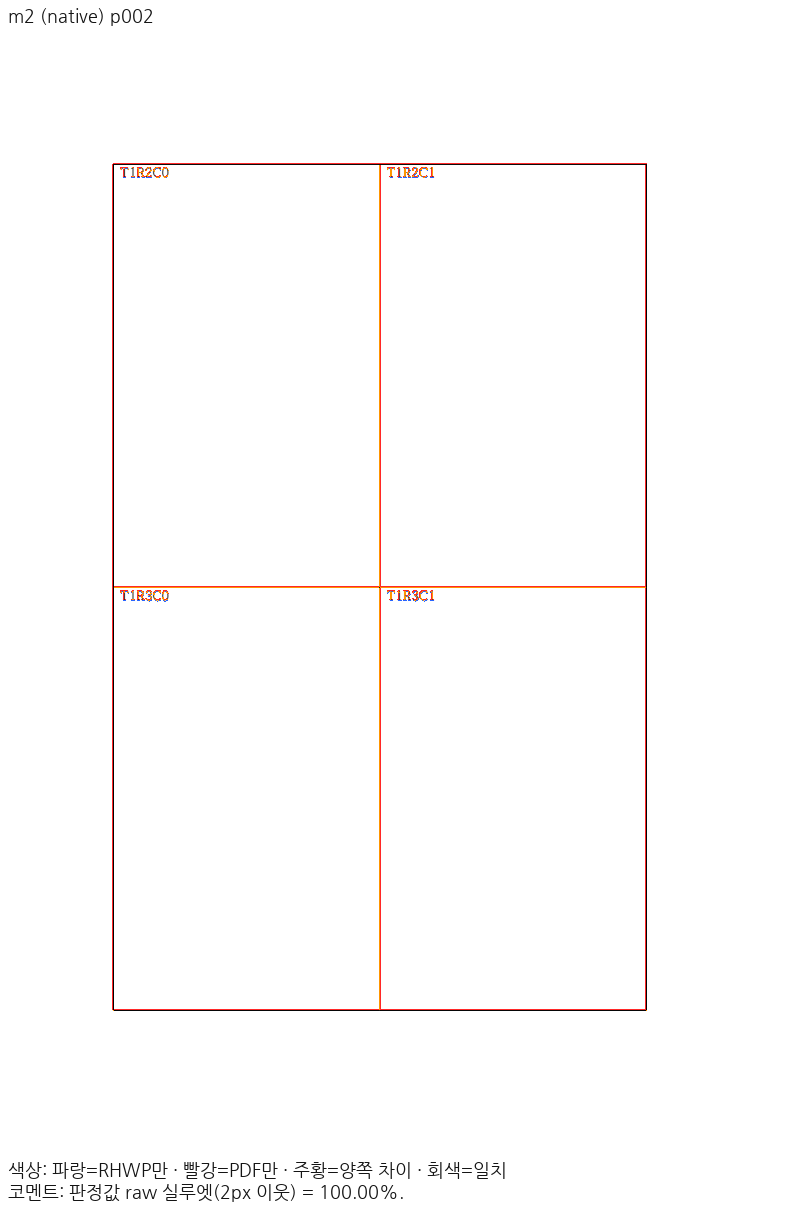 m2 (native) p002
T1R2C0 T1R2C1
T1R3C0 T1R3C1
색상: 파랑=RHWP만 · 빨강=PDF만 · 주황=양쪽 차이 · 회색=일치
코멘트: 판정값 raw 실루엣(2px 이웃) = 100.00%.